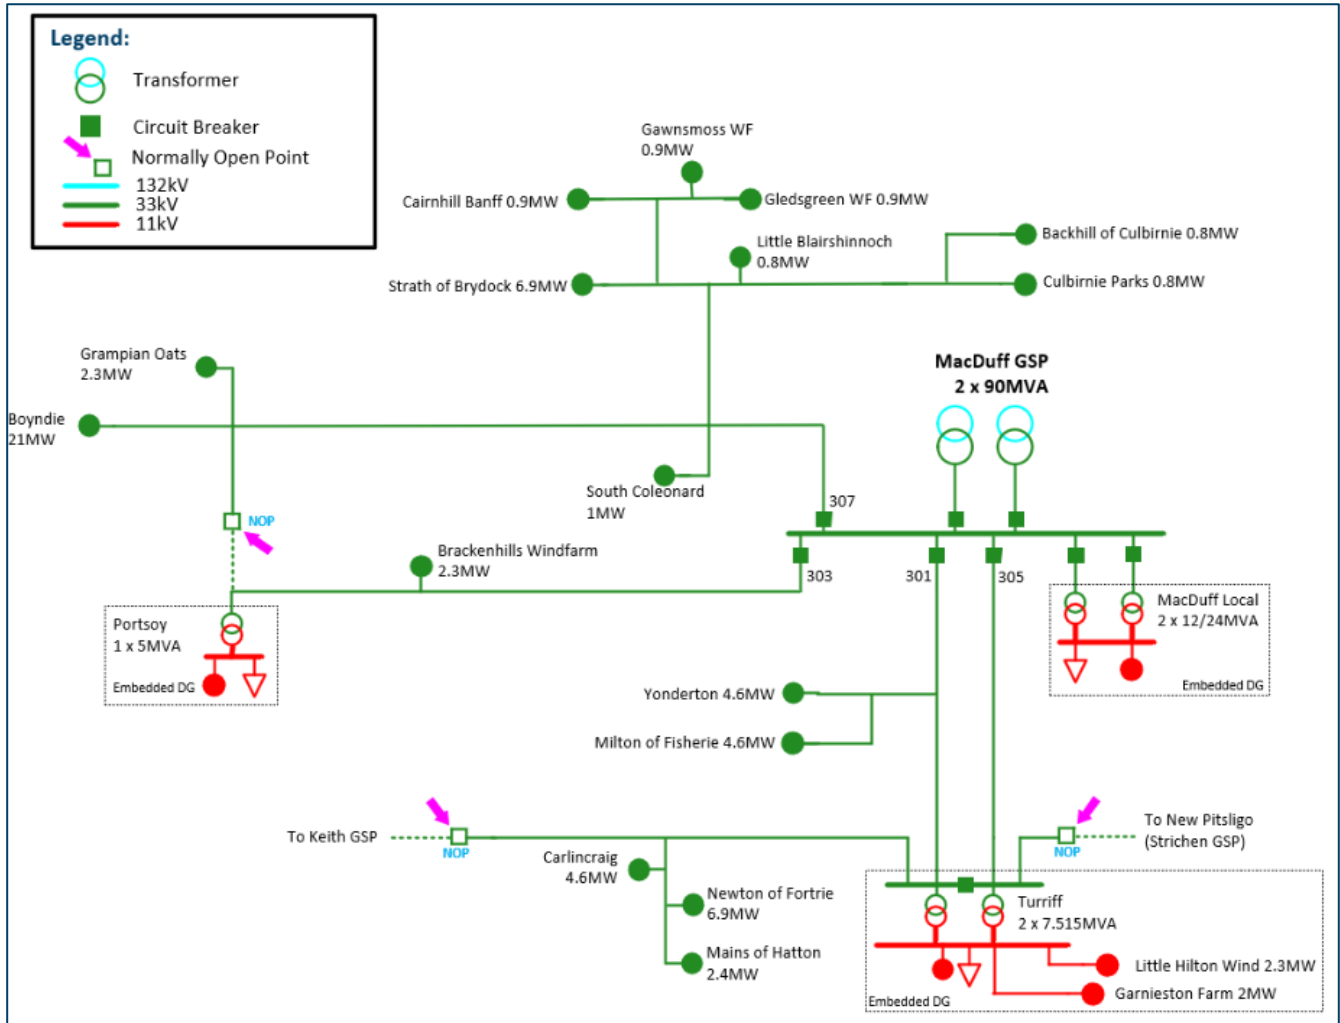 Legend:
Transformer
Circuit Breaker
Normally Open Point
132kV
33kV
11kV
Gawnsmoss WF
0.9MW
Cairnhill Banff 0.9MW
Gledsgreen WF 0.9MW
Little Blairshinnoch
0.8MW
Backhill of Culbirnie 0.8MW
Strath of Brydock 6.9MW
Culbirnie Parks 0.8MW
Grampian Oats
2.3MW
MacDuff GSP
2 x 90MVA
Boyndie
21MW
South Coleonard
1MW
307
NOP
Brackenhills Windfarm
2.3MW
303
301
305
MacDuff Local
2 x 12/24MVA
Embedded DG
Portsoy
1 x 5MVA
Embedded DG
Yonderton 4.6MW
Milton of Fisherie 4.6MW
To Keith GSP
NOP
To New Pitsligo
(Strichen GSP)
NOP
Carlincraig
4.6MW
Newton of Fortrie
6.9MW
Mains of Hatton
2.4MW
Turriff
2 x 7.515MVA
Little Hilton Wind 2.3MW
Garnieston Farm 2MW
Embedded DG